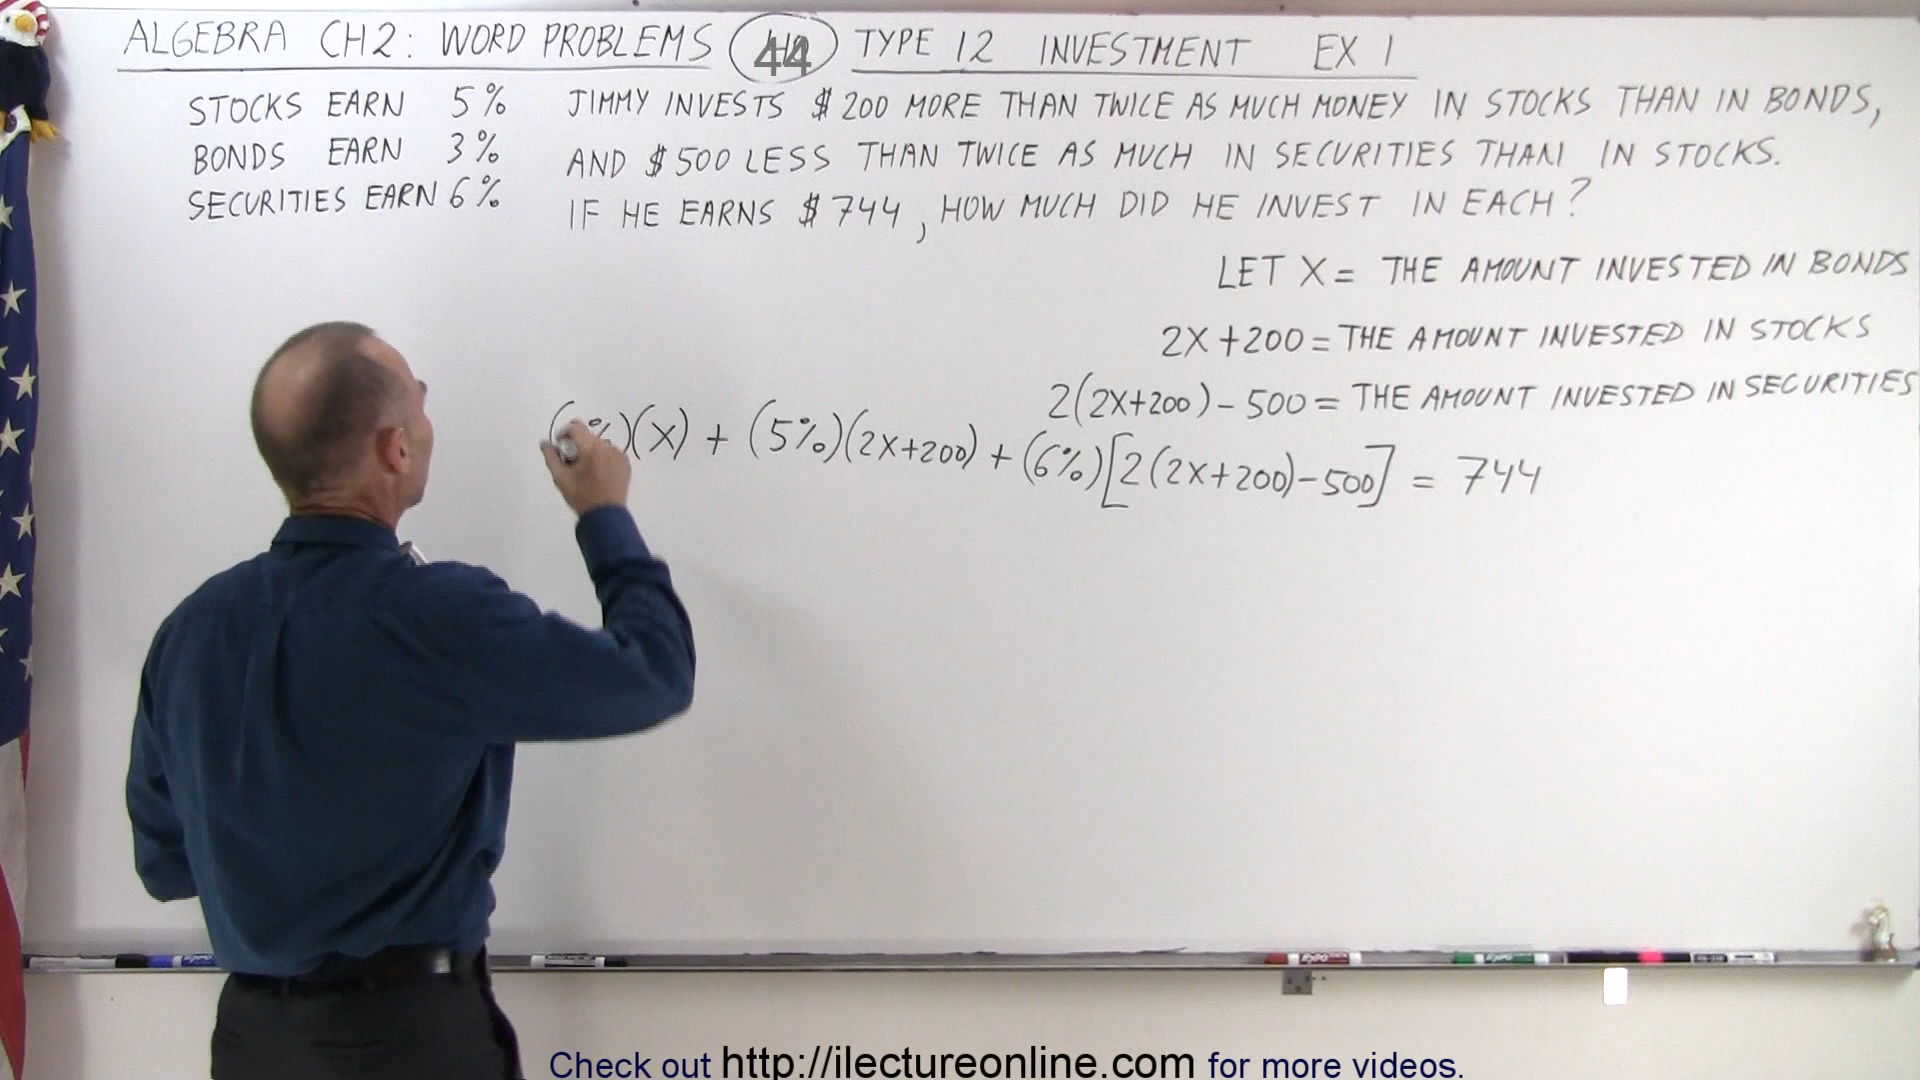 ALGEBRA CH2: WORD PROBLEMS 44 TYPE 12 INVESTMENT EX 1
STOCKS EARN 5%
BONDS EARN 3%
SECURITIES EARN 6%
JIMMY INVESTS $200 MORE THAN TWICE AS MUCH MONEY IN STOCKS THAN IN BONDS,
AND $500 LESS THAN TWICE AS MUCH IN SECURITIES THAN IN STOCKS.
IF HE EARNS $744, HOW MUCH DID HE INVEST IN EACH?
LET X = THE AMOUNT INVESTED IN BONDS
2X+200 = THE AMOUNT INVESTED IN STOCKS
2(2X+200)-500 = THE AMOUNT INVESTED IN SECURITIES
%)(X) + (5%)(2X+200) + (6%)[2(2X+200)-500] = 744
Check out http://ilectureonline.com for more videos.